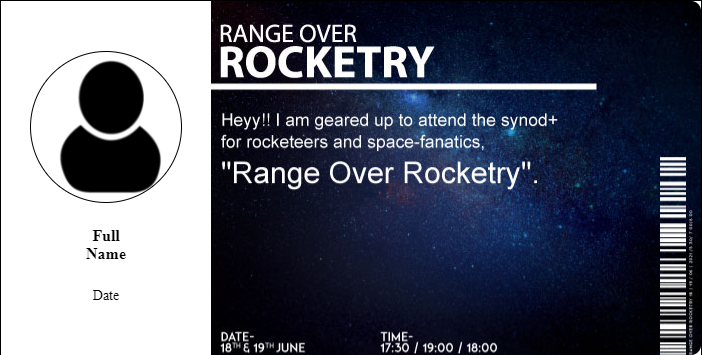 RANGE OVER
ROCKETRY
Heyy!! I am geared up to attend the synod+
for rocketeers and space-fanatics,
"Range Over Rocketry".
Full
Name
Date
DATE-
18TH & 19TH JUNE
TIME-
17:30 / 19:00 / 18:00